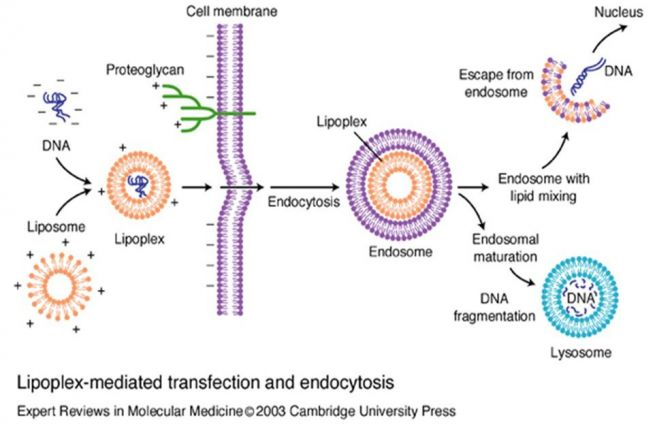 Cell membrane
Nucleus
Proteoglycan
DNA
Escape from
endosome
Lipoplex
DNA
Endosome with
lipid mixing
Liposome
Lipoplex
Endocytosis
Endosome
Endosomal
maturation
DNA
fragmentation
DNA
Lysosome
Lipoplex-mediated transfection and endocytosis
Expert Reviews in Molecular Medicine © 2003 Cambridge University Press